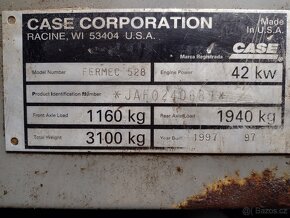 CASE CORPORATION
RACINE, WI 53404 U.S.A.
Made In U.S.A.
CASE
Marca Registrada
Model Number FERMEC 528 Engine Power 42 kw
Product Identification Number
Front Axle Load 1160 kg Rear Axle Load 1940 kg
Total Weight 3100 kg Year Built 1997 97
Bazoš.cz